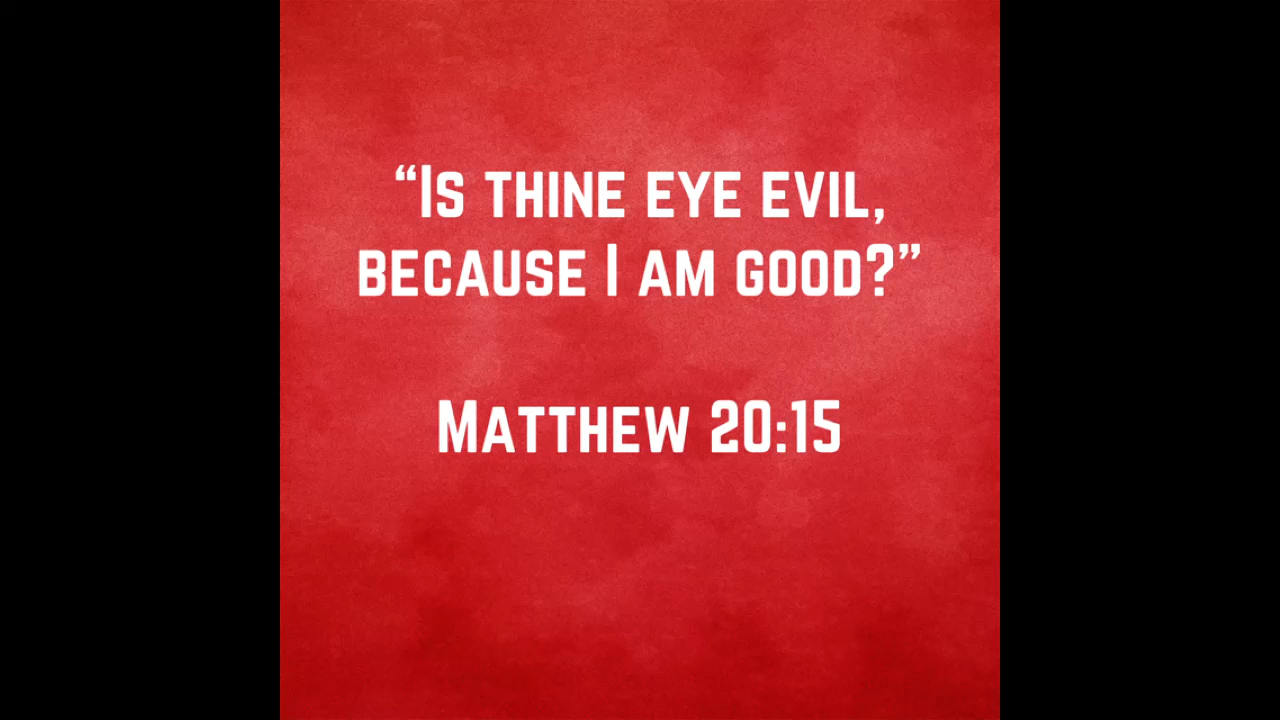 “Is thine eye evil,
because I am good?”
Matthew 20:15